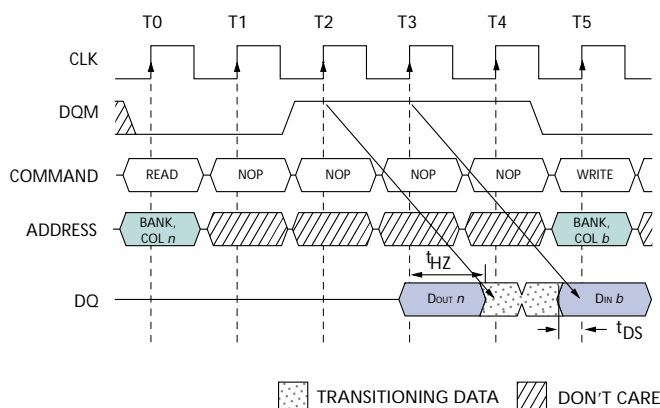 T0 T1 T2 T3 T4 T5
CLK
DQM
COMMAND READ NOP NOP NOP NOP WRITE
ADDRESS BANK, COL n BANK, COL b
tHZ
DQ DOUT n DIN b
tDS
TRANSITIONING DATA DON'T CARE